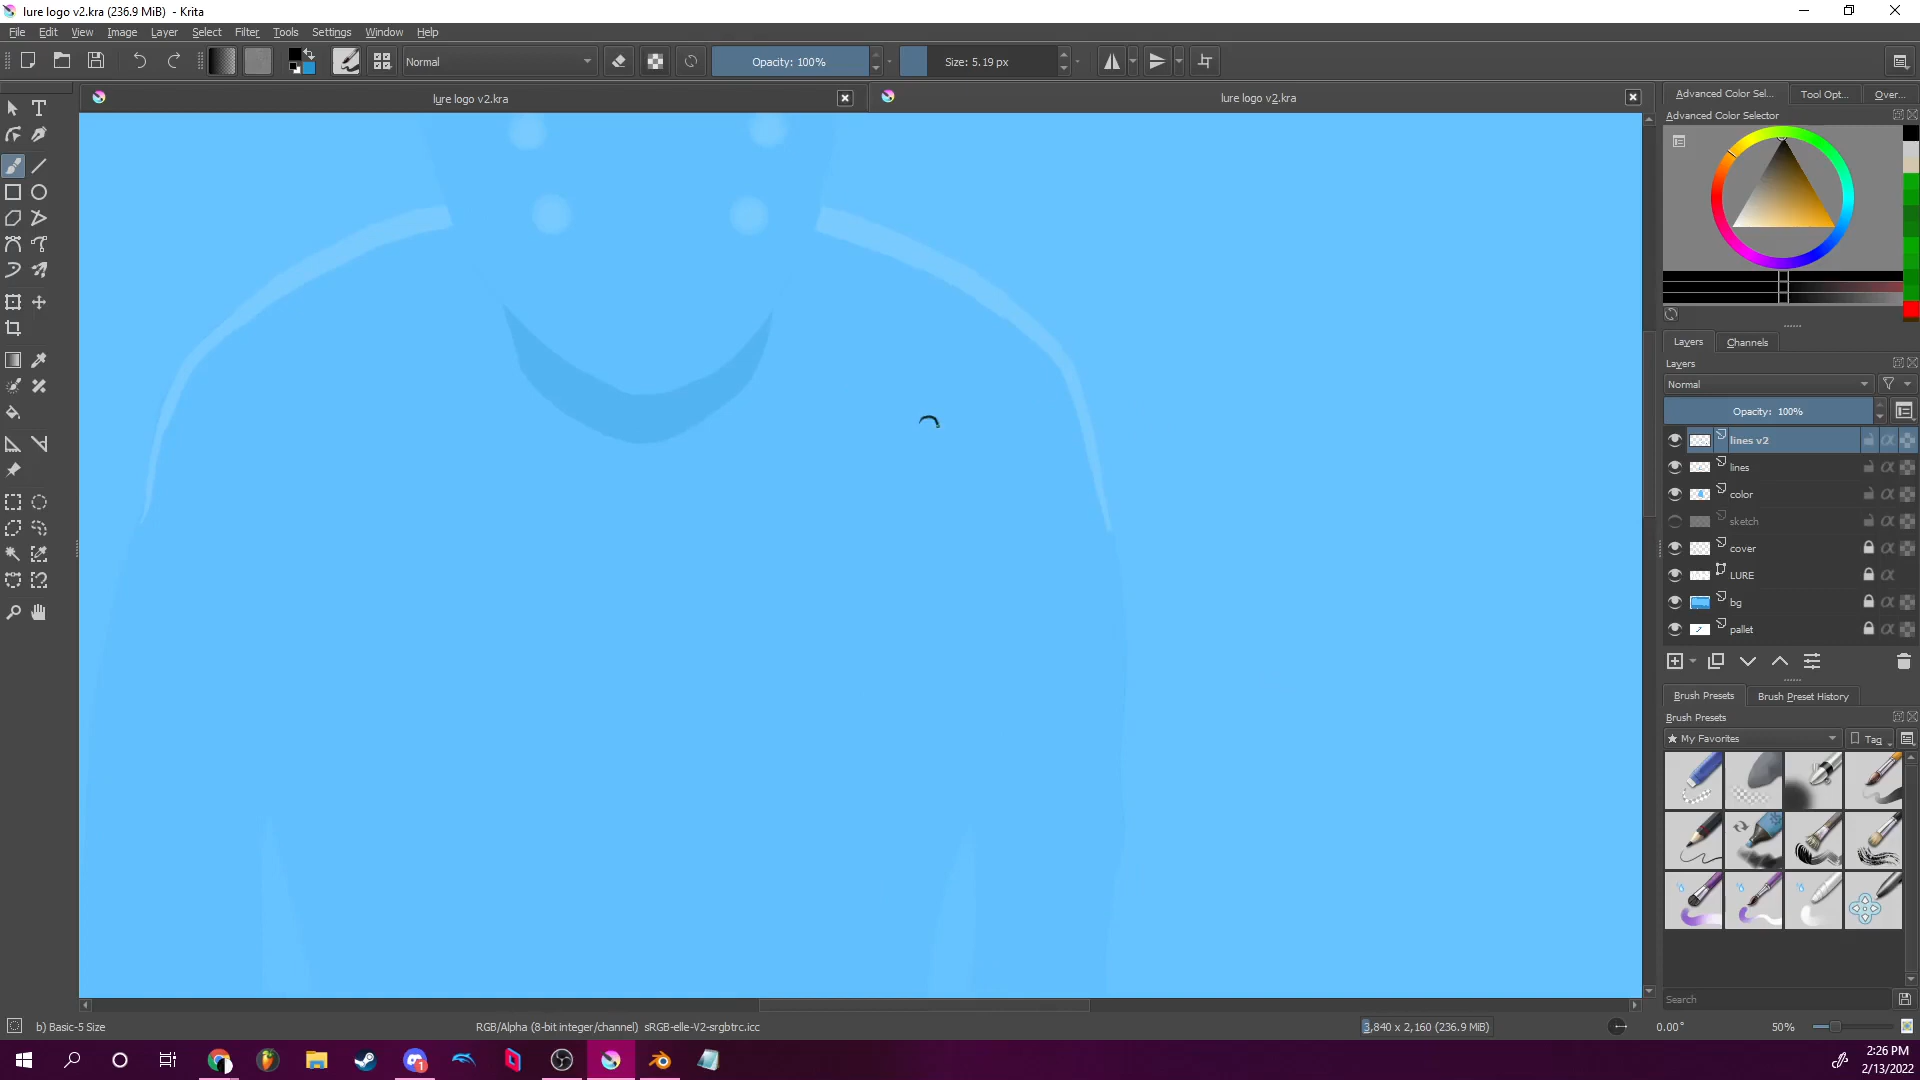 lure logo v2.kra (236.9 MiB) - Krita
File Edit View Image Layer Select Filter Tools Settings Window Help
Normal
Opacity: 100%
Size: 5.19 px
lure logo v2.kra
lure logo v2.kra
Advanced Color Sel...
Tool Opt...
Over...
Advanced Color Selector
Layers
Channels
Layers
Normal
Opacity: 100%
lines v2
lines
color
sketch
cover
LURE
bg
pallet
Brush Presets
Brush Preset History
Brush Presets
★ My Favorites
Tag
Search
b) Basic-5 Size
RGB/Alpha (8-bit integer/channel) sRGB-elle-V2-srgbtrc.icc
3,840 x 2,160 (236.9 MiB)
0.00°
50%
1
2:26 PM
2/13/2022